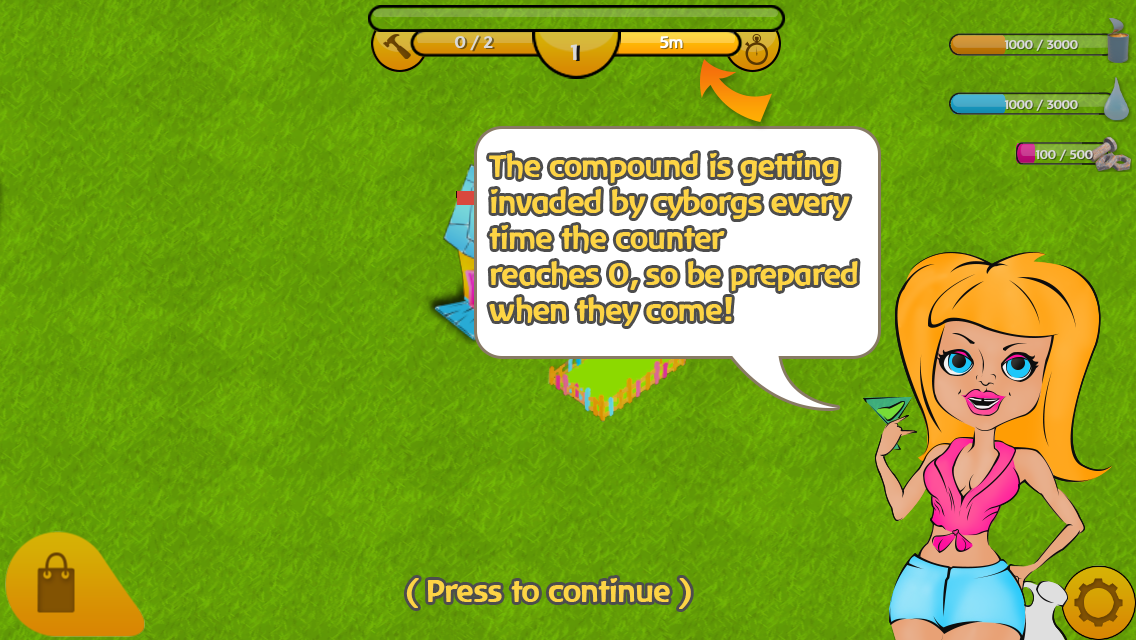 0 / 2
1
5m
1000 / 3000
1000 / 3000
100 / 500
The compound is getting
invaded by cyborgs every
time the counter
reaches 0, so be prepared
when they come!
( Press to continue )